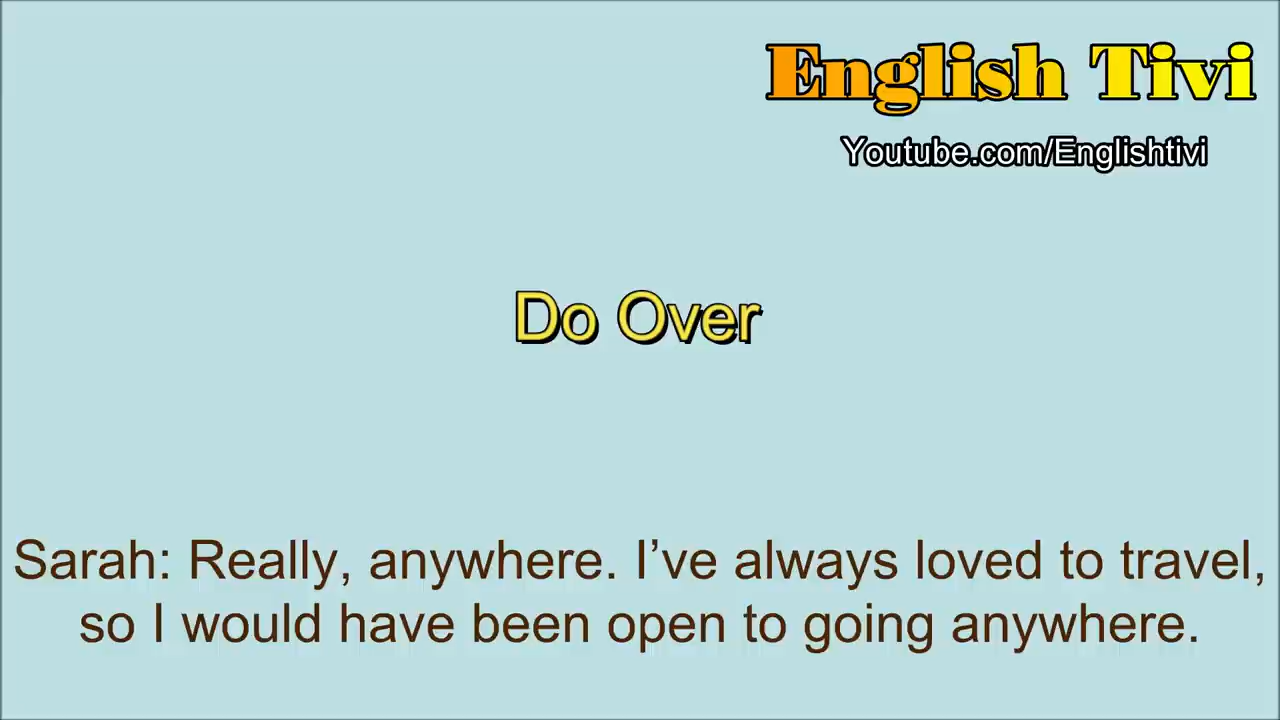 English Tivi
Youtube.com/Englishtivi
Do Over
Sarah: Really, anywhere. I’ve always loved to travel,
so I would have been open to going anywhere.